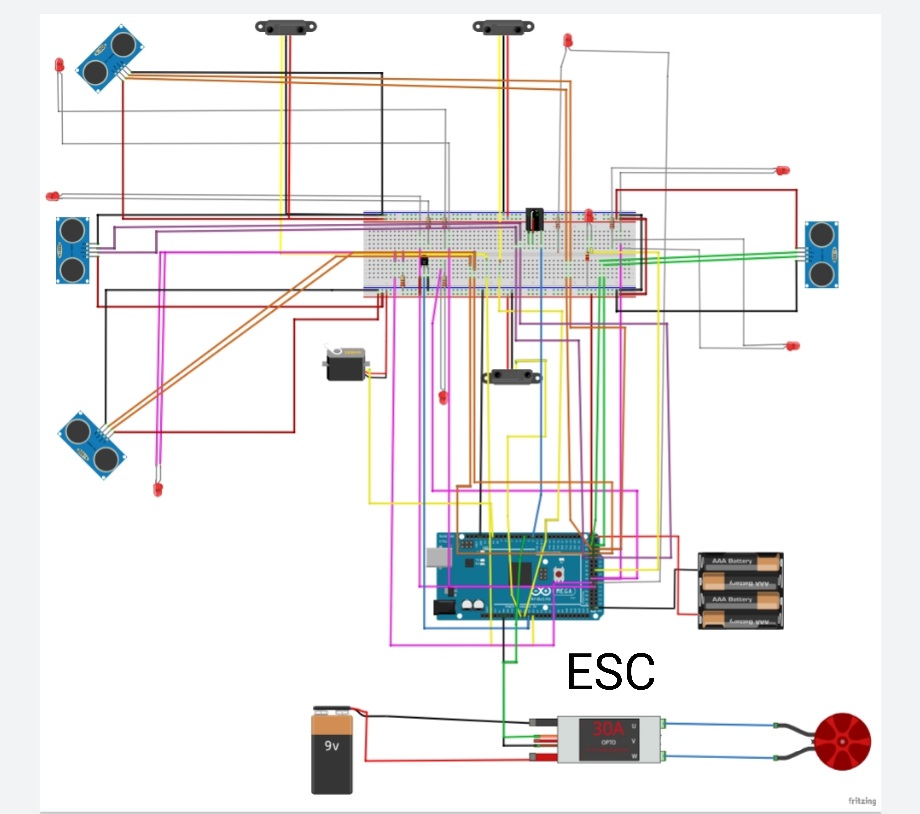 AAA Battery
AAA Battery
AAA Battery
AAA Battery
MEGA
ESC
9v
30A
OPTO
U
V
W
fritzing